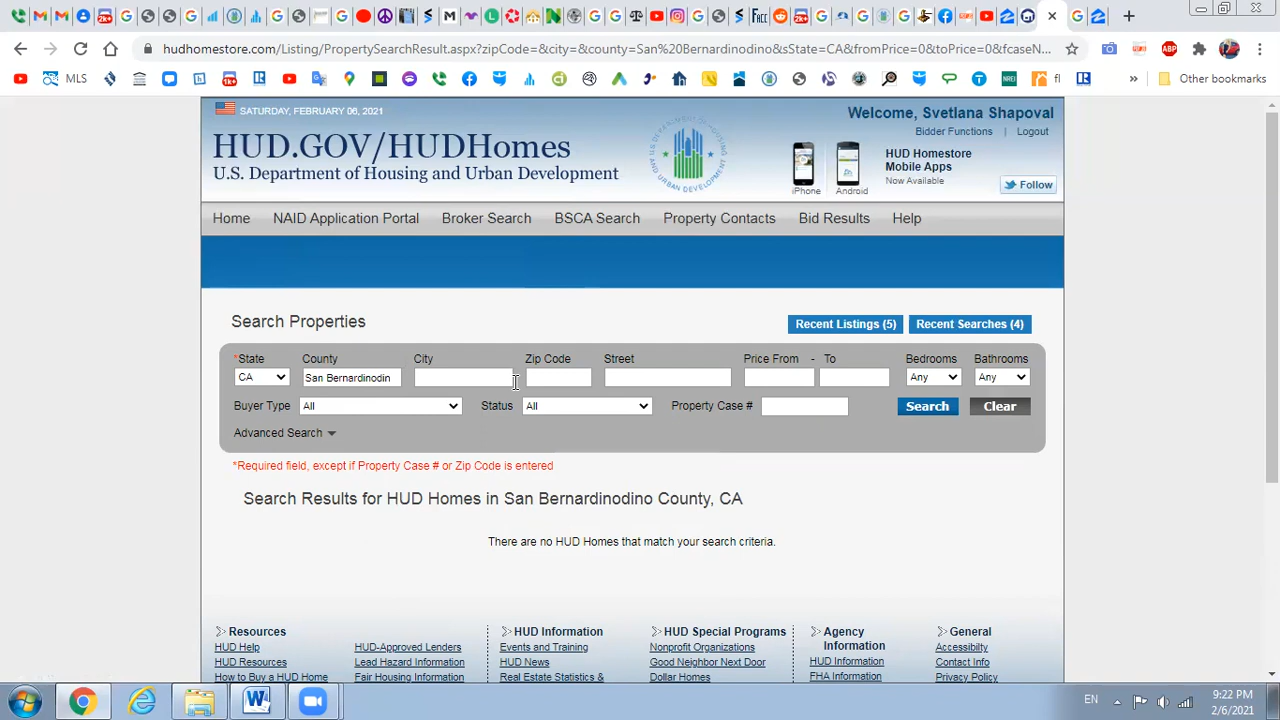 hudhomestore.com/Listing/PropertySearchResult.aspx?zipCode=&city=&county=San%20Bernardinodino&sState=CA&fromPrice=0&toPrice=0&fcaseN...
MLS
Other bookmarks
SATURDAY, FEBRUARY 06, 2021
Welcome, Svetlana Shapoval
Bidder Functions | Logout
HUD.GOV/HUDHomes
U.S. Department of Housing and Urban Development
iPhone
Android
HUD Homestore
Mobile Apps
Now Available
Follow
Home NAID Application Portal Broker Search BSCA Search Property Contacts Bid Results Help
Search Properties
Recent Listings (5) Recent Searches (4)
*State County City Zip Code Street Price From - To Bedrooms Bathrooms
CA San Bernardinodin Any Any
Buyer Type All Status All Property Case # Search Clear
Advanced Search
*Required field, except if Property Case # or Zip Code is entered
Search Results for HUD Homes in San Bernardinodino County, CA
There are no HUD Homes that match your search criteria.
Resources
HUD Help
HUD Resources
How to Buy a HUD Home
HUD-Approved Lenders
Lead Hazard Information
Fair Housing Information
HUD Information
Events and Training
HUD News
Real Estate Statistics &
HUD Special Programs
Nonprofit Organizations
Good Neighbor Next Door
Dollar Homes
Agency
Information
HUD Information
FHA Information
General
Accessibilty
Contact Info
Privacy Policy
EN
9:22 PM
2/6/2021